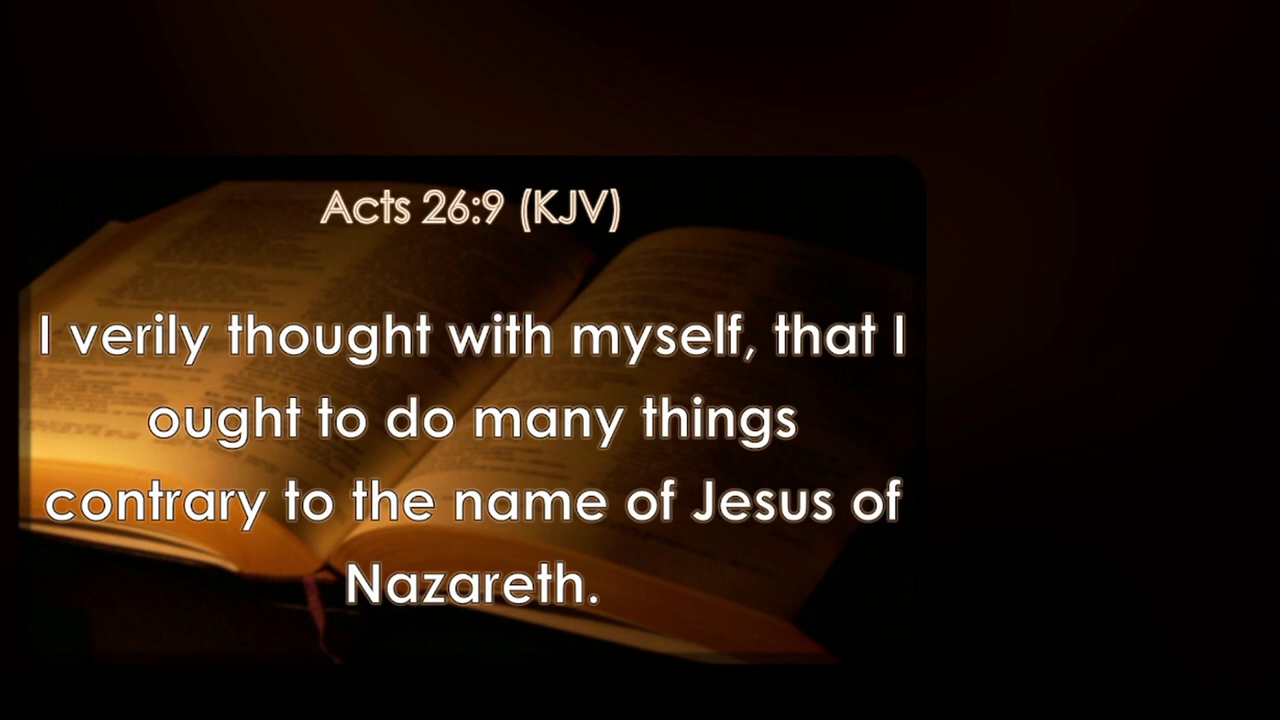 Acts 26:9 (KJV)
I verily thought with myself, that I
ought to do many things
contrary to the name of Jesus of
Nazareth.